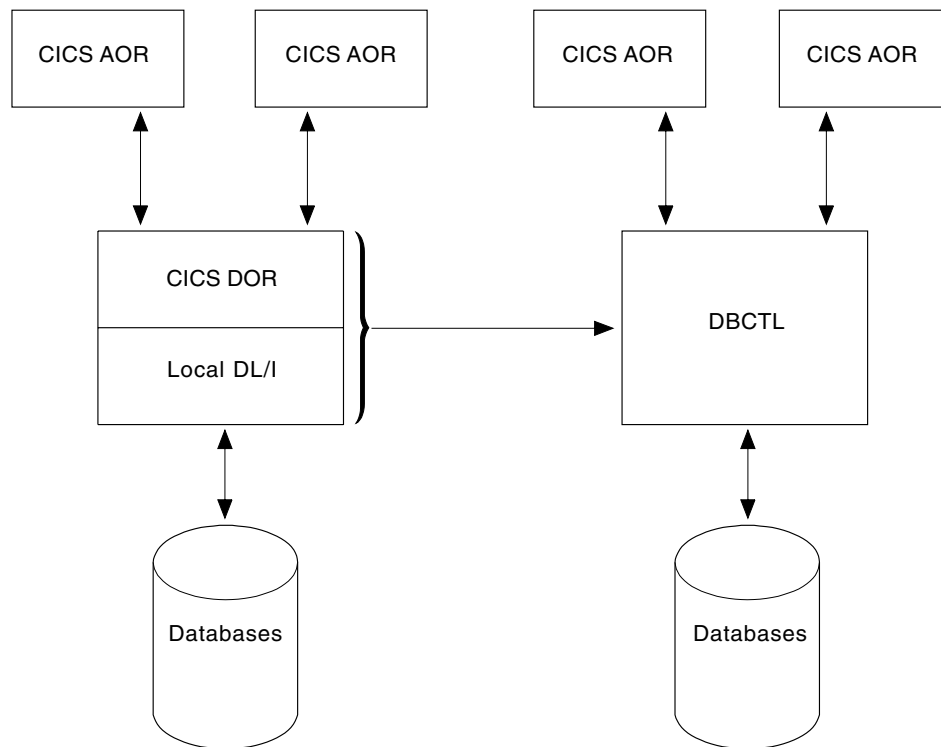 CICS AOR
CICS AOR
CICS AOR
CICS AOR
CICS DOR
Local DL/I
DBCTL
Databases
Databases